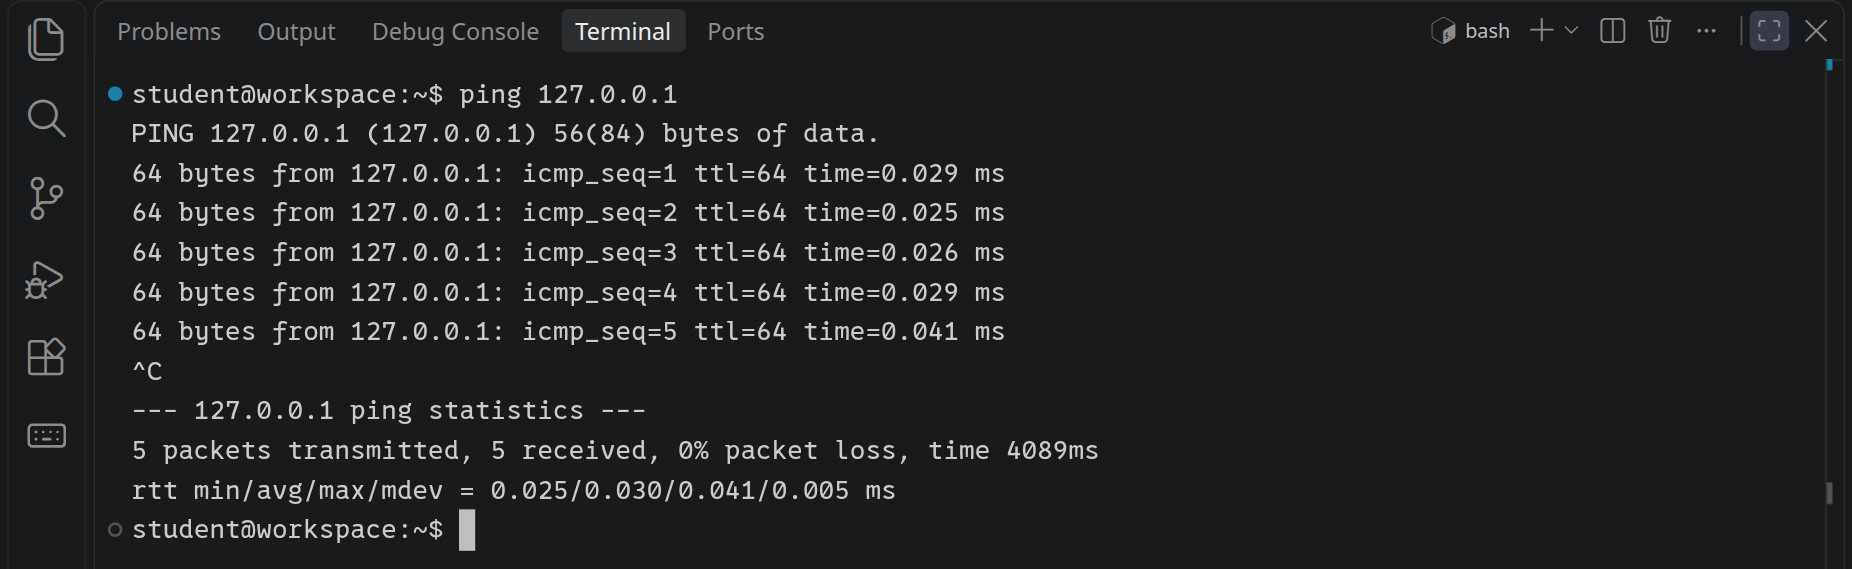 Problems Output Debug Console Terminal Ports bash
student@workspace:~$ ping 127.0.0.1
PING 127.0.0.1 (127.0.0.1) 56(84) bytes of data.
64 bytes from 127.0.0.1: icmp_seq=1 ttl=64 time=0.029 ms
64 bytes from 127.0.0.1: icmp_seq=2 ttl=64 time=0.025 ms
64 bytes from 127.0.0.1: icmp_seq=3 ttl=64 time=0.026 ms
64 bytes from 127.0.0.1: icmp_seq=4 ttl=64 time=0.029 ms
64 bytes from 127.0.0.1: icmp_seq=5 ttl=64 time=0.041 ms
^C
--- 127.0.0.1 ping statistics ---
5 packets transmitted, 5 received, 0% packet loss, time 4089ms
rtt min/avg/max/mdev = 0.025/0.030/0.041/0.005 ms
student@workspace:~$